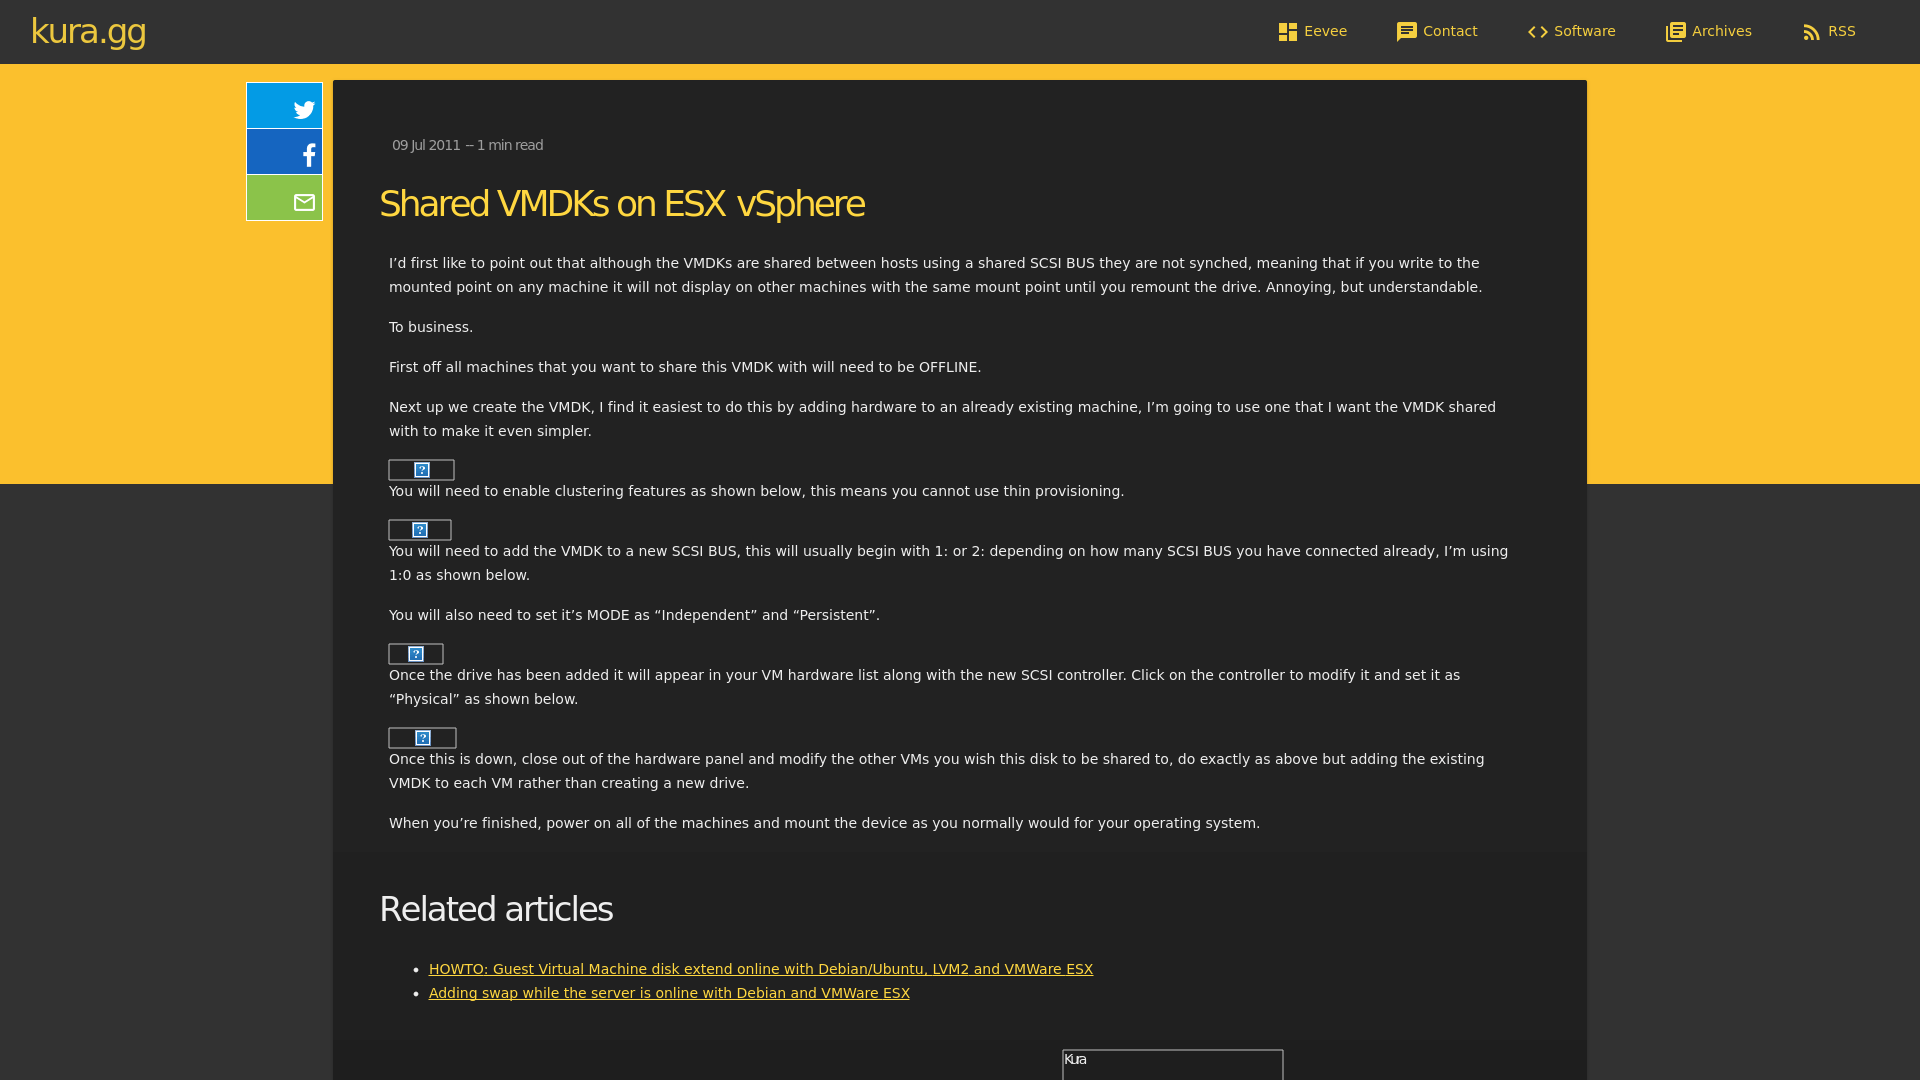 kura.gg
Eevee
Contact
Software
Archives
RSS
09 Jul 2011 -- 1 min read
Shared VMDKs on ESX vSphere
I’d first like to point out that although the VMDKs are shared between hosts using a shared SCSI BUS they are not synched, meaning that if you write to the
mounted point on any machine it will not display on other machines with the same mount point until you remount the drive. Annoying, but understandable.
To business.
First off all machines that you want to share this VMDK with will need to be OFFLINE.
Next up we create the VMDK, I find it easiest to do this by adding hardware to an already existing machine, I’m going to use one that I want the VMDK shared
with to make it even simpler.
You will need to enable clustering features as shown below, this means you cannot use thin provisioning.
You will need to add the VMDK to a new SCSI BUS, this will usually begin with 1: or 2: depending on how many SCSI BUS you have connected already, I’m using
1:0 as shown below.
You will also need to set it’s MODE as “Independent” and “Persistent”.
Once the drive has been added it will appear in your VM hardware list along with the new SCSI controller. Click on the controller to modify it and set it as
“Physical” as shown below.
Once this is down, close out of the hardware panel and modify the other VMs you wish this disk to be shared to, do exactly as above but adding the existing
VMDK to each VM rather than creating a new drive.
When you’re finished, power on all of the machines and mount the device as you normally would for your operating system.
Related articles
HOWTO: Guest Virtual Machine disk extend online with Debian/Ubuntu, LVM2 and VMWare ESX
Adding swap while the server is online with Debian and VMWare ESX
Kura